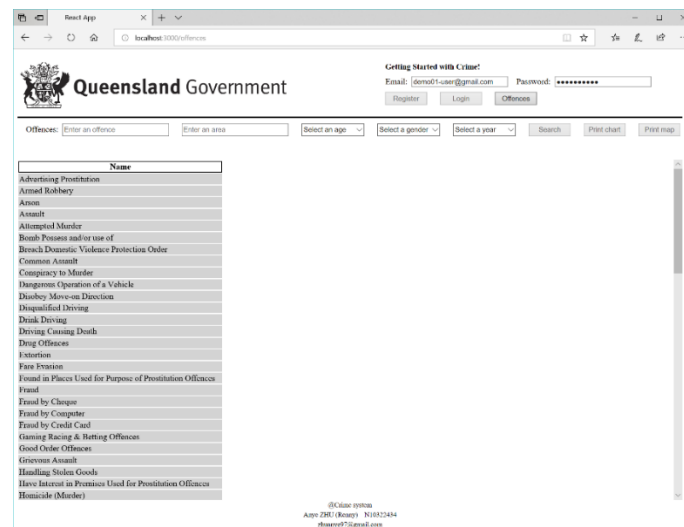 React App
localhost:3000/offences
Queensland Government
Getting Started with Crime!
Email: demo01-user@gmail.com Password: ••••••••••
Register Login Offences
Offences: Enter an offence Enter an area Select an age Select a gender Select a year Search Print chart Print map
Name
Advertising Prostitution
Armed Robbery
Arson
Assault
Attempted Murder
Bomb Possess and/or use of
Breach Domestic Violence Protection Order
Common Assault
Conspiracy to Murder
Dangerous Operation of a Vehicle
Disobey Move-on Direction
Disqualified Driving
Drink Driving
Driving Causing Death
Drug Offences
Extortion
Fare Evasion
Found in Places Used for Purpose of Prostitution Offences
Fraud
Fraud by Cheque
Fraud by Computer
Fraud by Credit Card
Gaming Racing & Betting Offences
Good Order Offences
Grievous Assault
Handling Stolen Goods
Have Interest in Premises Used for Prostitution Offences
Homicide (Murder)
@Crime system
Anye ZHU (Renny) N10322434